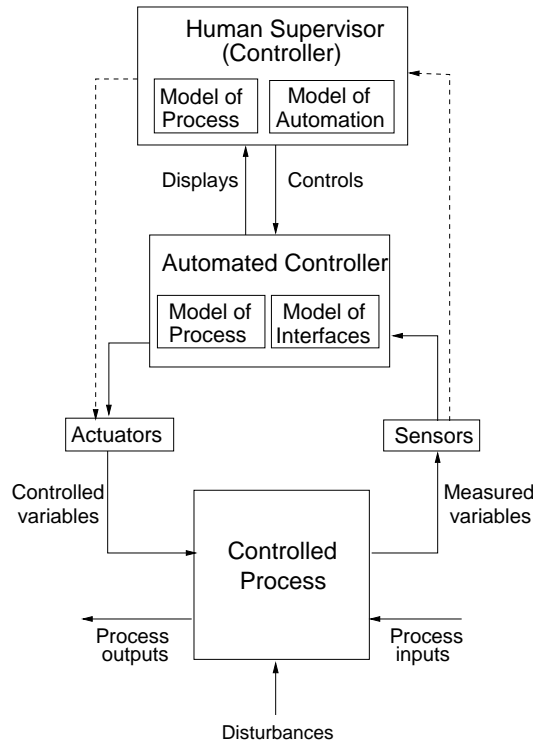 Human Supervisor
(Controller)
Model of
Process
Model of
Automation
Displays
Controls
Automated Controller
Model of
Process
Model of
Interfaces
Actuators
Sensors
Controlled
variables
Measured
variables
Controlled
Process
Process
outputs
Process
inputs
Disturbances